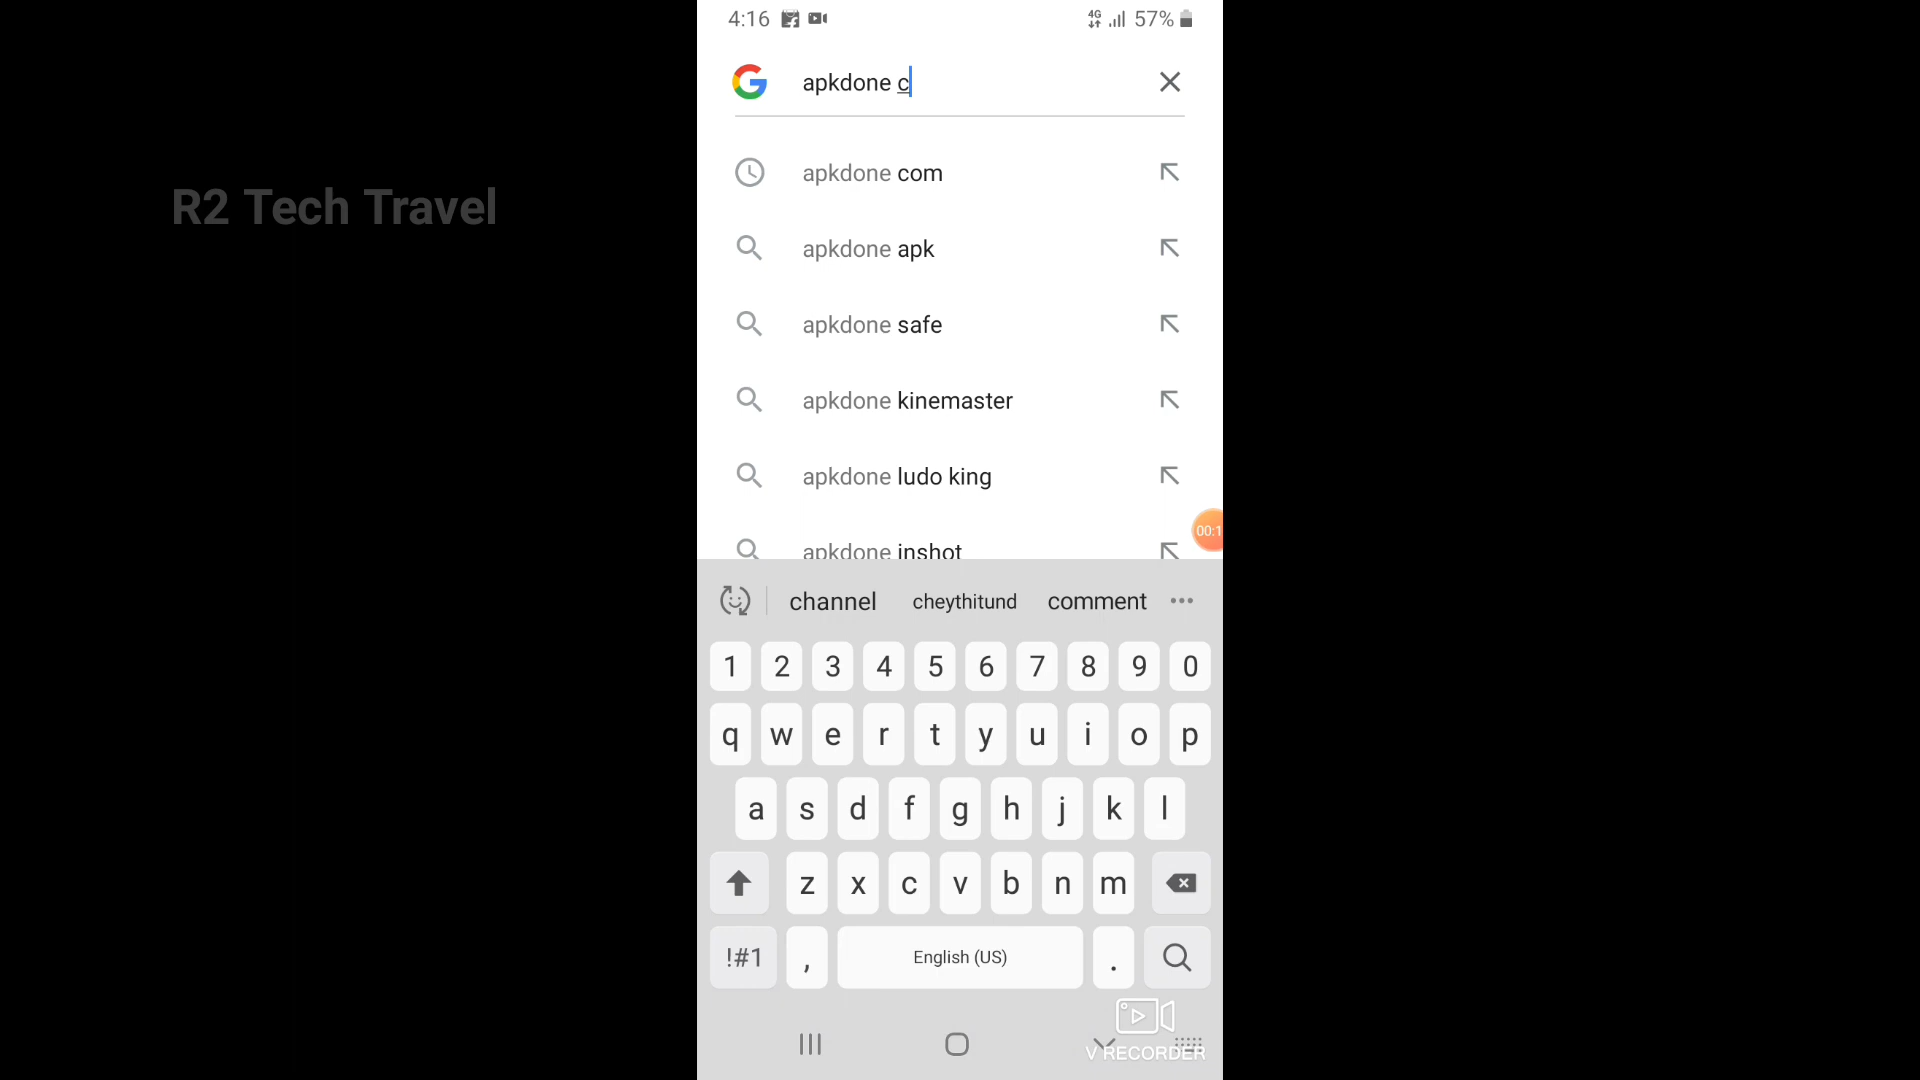 4:16
4G 57%
R2 Tech Travel
apkdone c
apkdone com
apkdone apk
apkdone safe
apkdone kinemaster
apkdone ludo king
apkdone inshot
00:1
channel cheythitund comment
1 2 3 4 5 6 7 8 9 0
q w e r t y u i o p
a s d f g h j k l
z x c v b n m
!#1 , English (US) .
V RECORDER